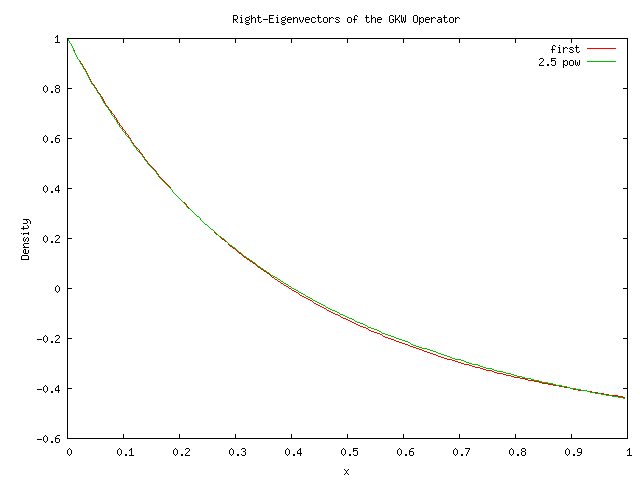 Right-Eigenvectors of the GKW Operator
first
2.5 pow
1
0.8
0.6
0.4
0.2
0
-0.2
-0.4
-0.6
Density
0 0.1 0.2 0.3 0.4 0.5 0.6 0.7 0.8 0.9 1
x